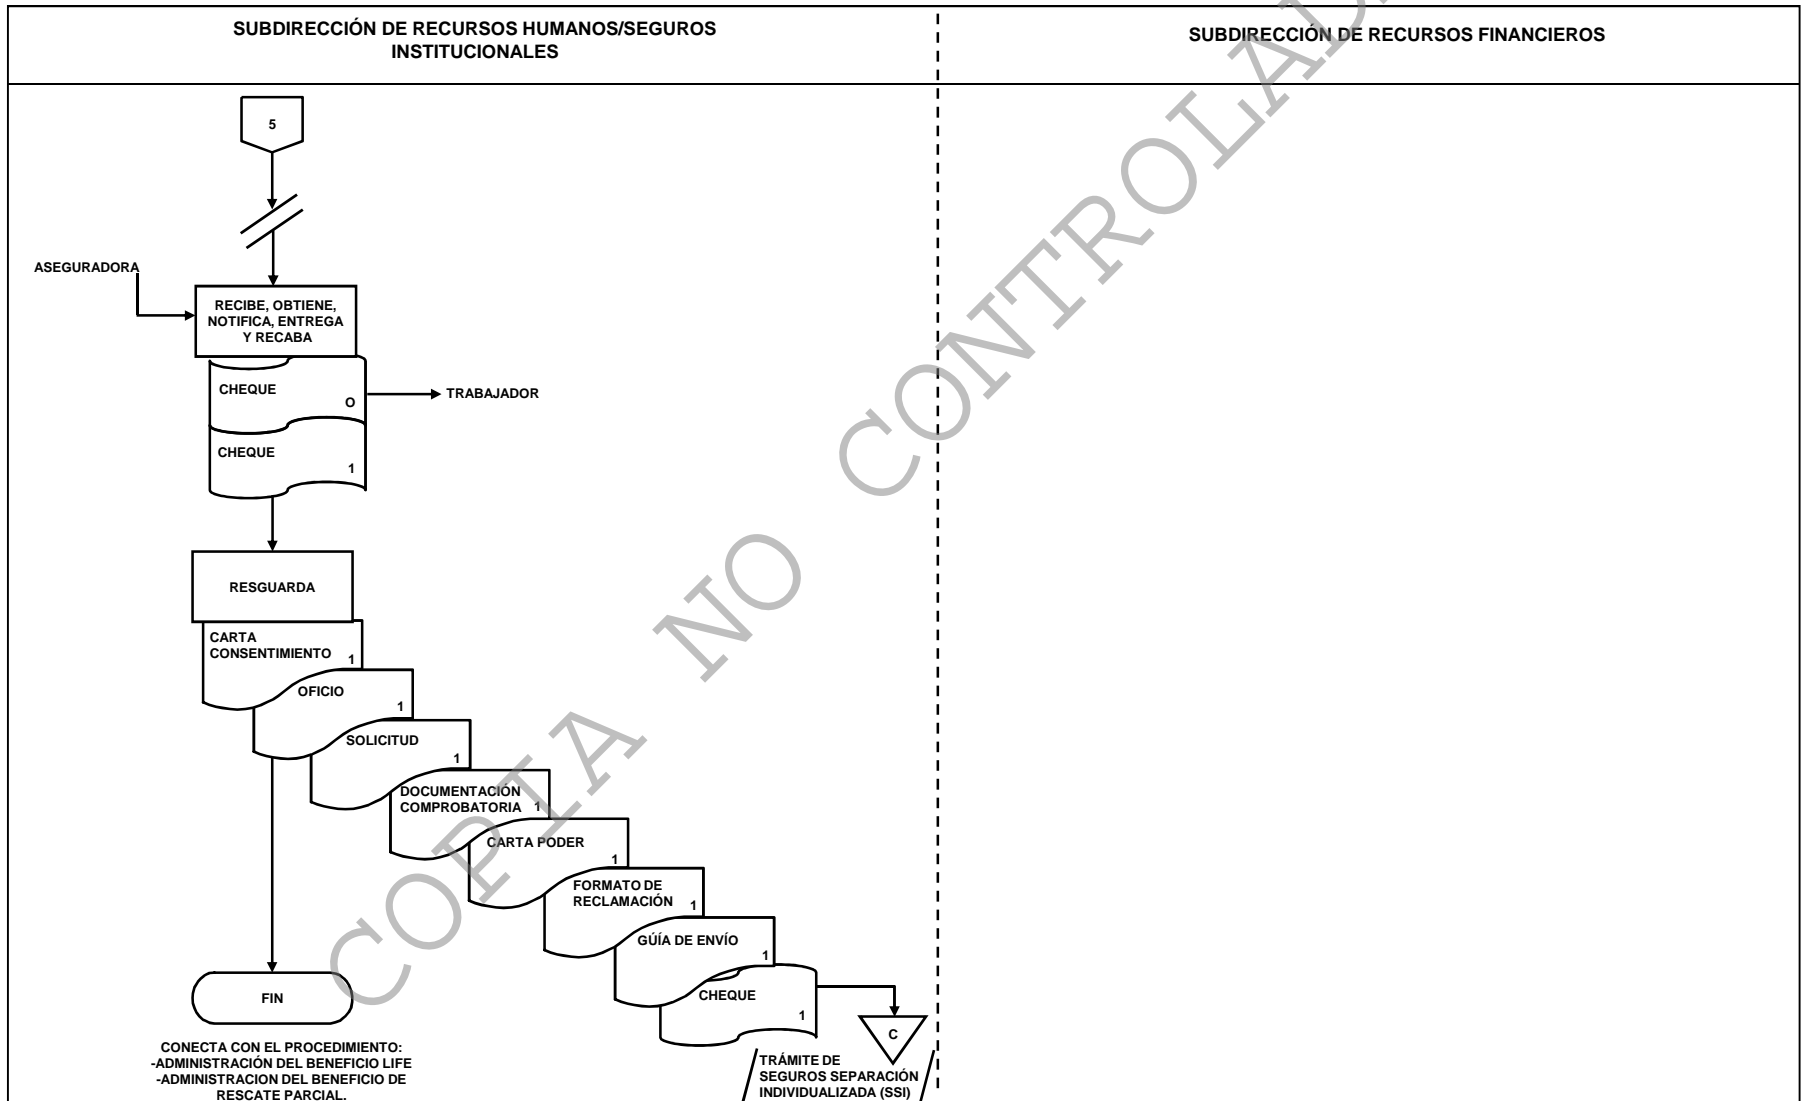 SUBDIRECCIÓN DE RECURSOS HUMANOS/SEGUROS
INSTITUCIONALES
SUBDIRECCIÓN DE RECURSOS FINANCIEROS
5
ASEGURADORA
RECIBE, OBTIENE,
NOTIFICA, ENTREGA
Y RECABA
CHEQUE
O
TRABAJADOR
CHEQUE
1
RESGUARDA
CARTA
CONSENTIMIENTO
1
OFICIO
1
SOLICITUD
1
DOCUMENTACIÓN
COMPROBATORIA
1
CARTA PODER
1
FORMATO DE
RECLAMACIÓN
1
GÚÍA DE ENVÍO
1
CHEQUE
1
C
FIN
TRÁMITE DE
SEGUROS SEPARACIÓN
INDIVIDUALIZADA (SSI)
CONECTA CON EL PROCEDIMIENTO:
-ADMINISTRACIÓN DEL BENEFICIO LIFE
-ADMINISTRACION DEL BENEFICIO DE
RESCATE PARCIAL.
COPIA NO CONTROLAD